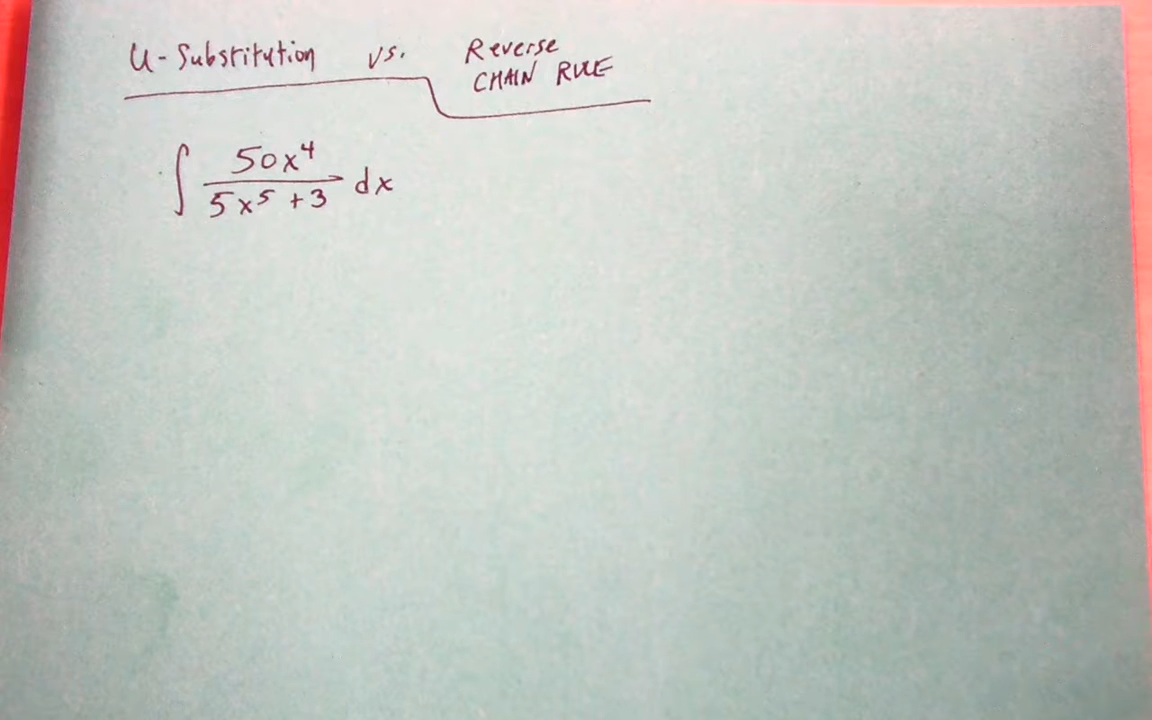 U-Substitution vs. Reverse
CHAIN RULE
∫ 50x⁴ / 5x⁵ + 3 dx